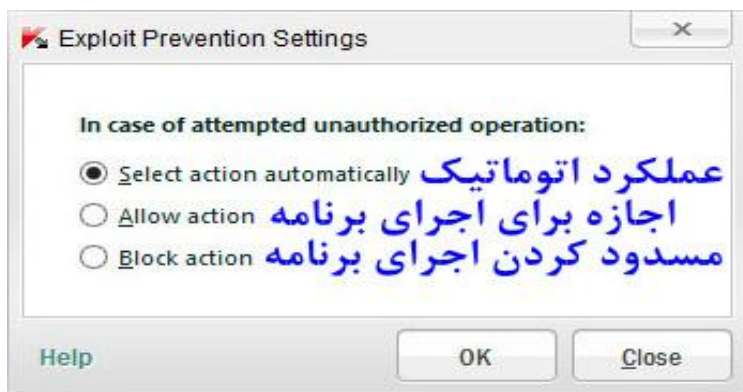 Exploit Prevention Settings
In case of attempted unauthorized operation:
Select action automatically عملکرد اتوماتیک
Allow action اجازه برای اجرای برنامه
Block action مسدود کردن اجرای برنامه
Help OK Close